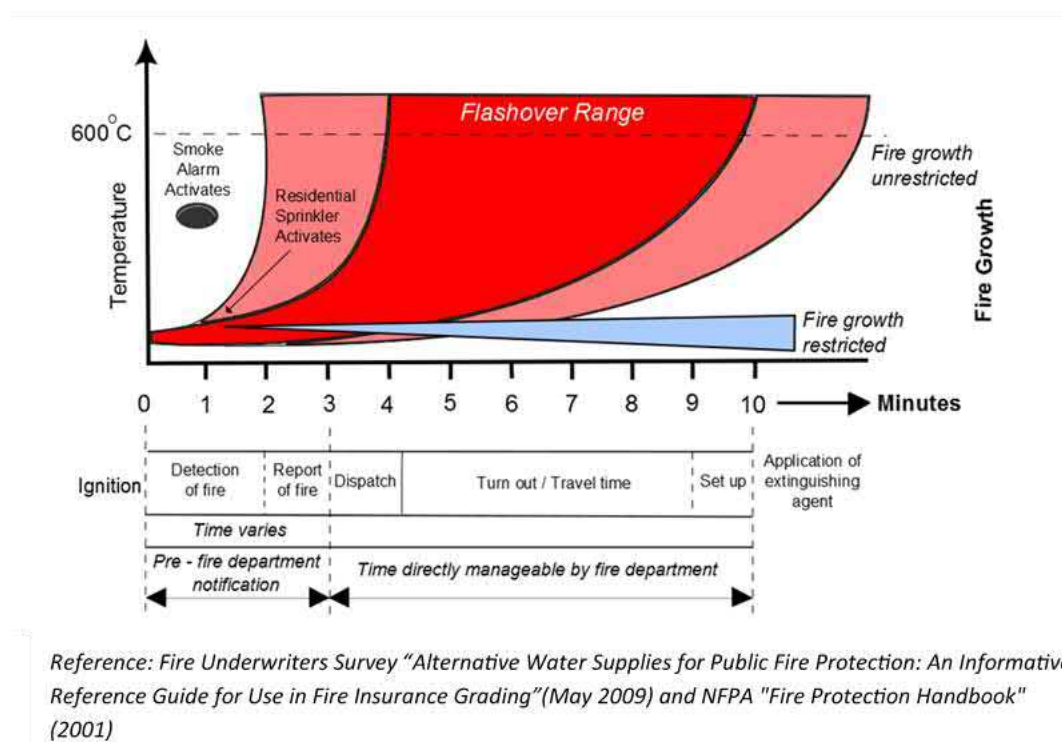 Flashover Range
600°C
Smoke
Alarm
Activates
Residential
Sprinkler
Activates
Temperature
Fire growth
unrestricted
Fire Growth
Fire growth
restricted
0 1 2 3 4 5 6 7 8 9 10 Minutes
Ignition
Detection
of fire
Report
of fire
Dispatch
Turn out / Travel time
Set up
Application of
extinguishing
agent
Time varies
Pre - fire department
notification
Time directly manageable by fire department
Reference: Fire Underwriters Survey “Alternative Water Supplies for Public Fire Protection: An Informative
Reference Guide for Use in Fire Insurance Grading”(May 2009) and NFPA "Fire Protection Handbook"
(2001)